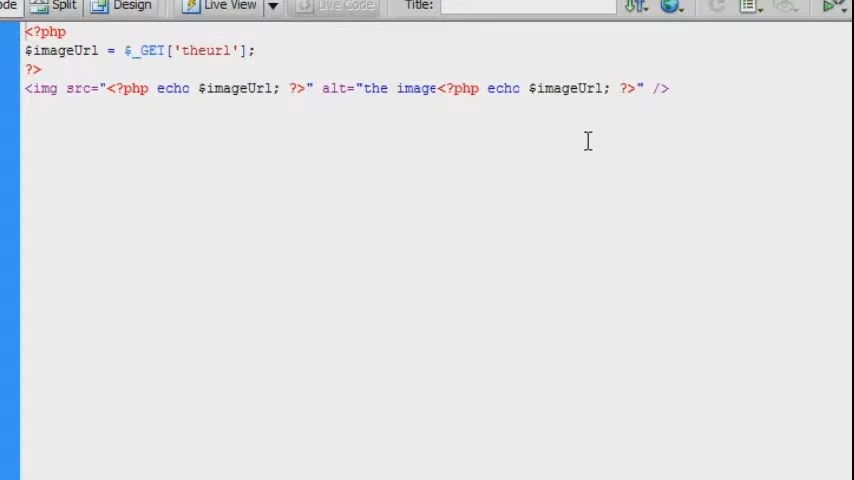 ode Split Design Live View Live Code Title:
<?php
$imageUrl = $_GET['theurl'];
?>
<img src="<?php echo $imageUrl; ?>" alt="the image<?php echo $imageUrl; ?>" />